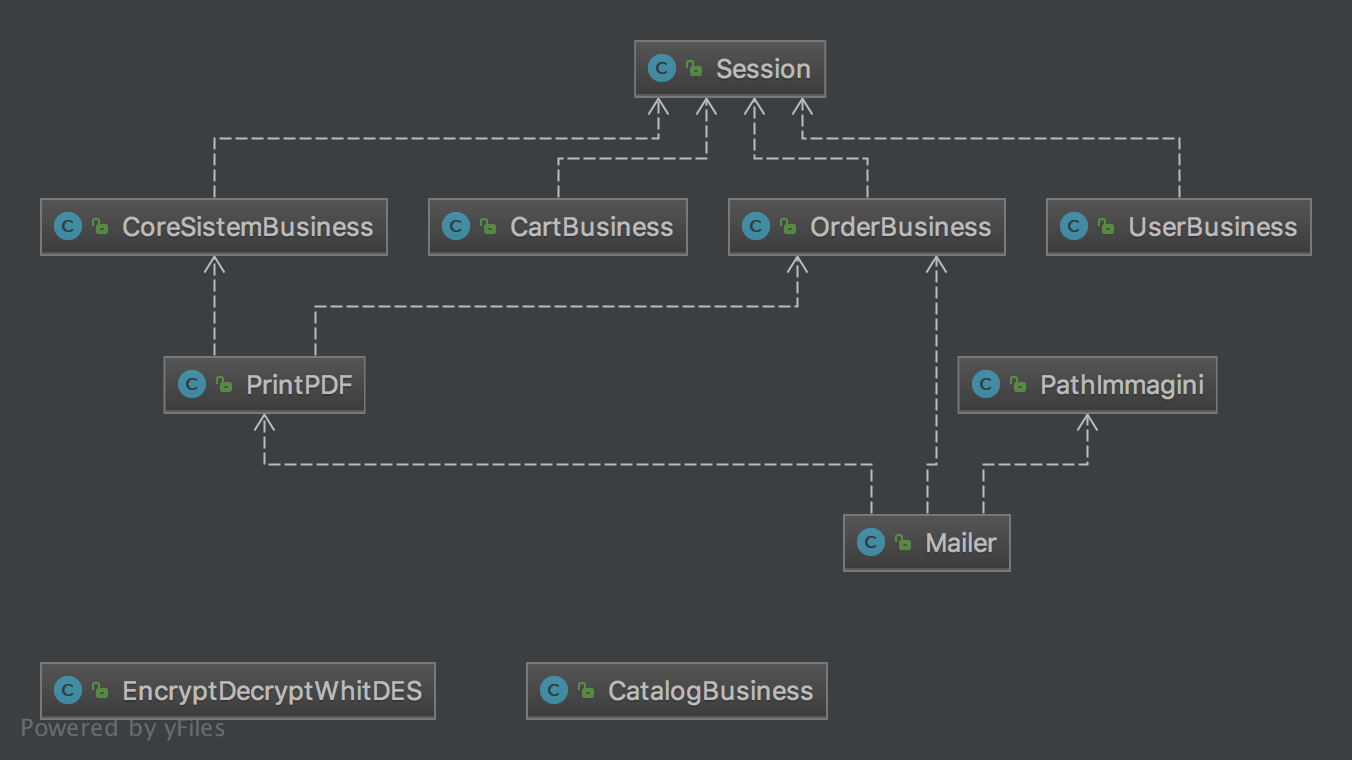 Session
CoreSistemBusiness
CartBusiness
OrderBusiness
UserBusiness
PrintPDF
PathImmagini
Mailer
EncryptDecryptWhitDES
CatalogBusiness
Powered by yFiles